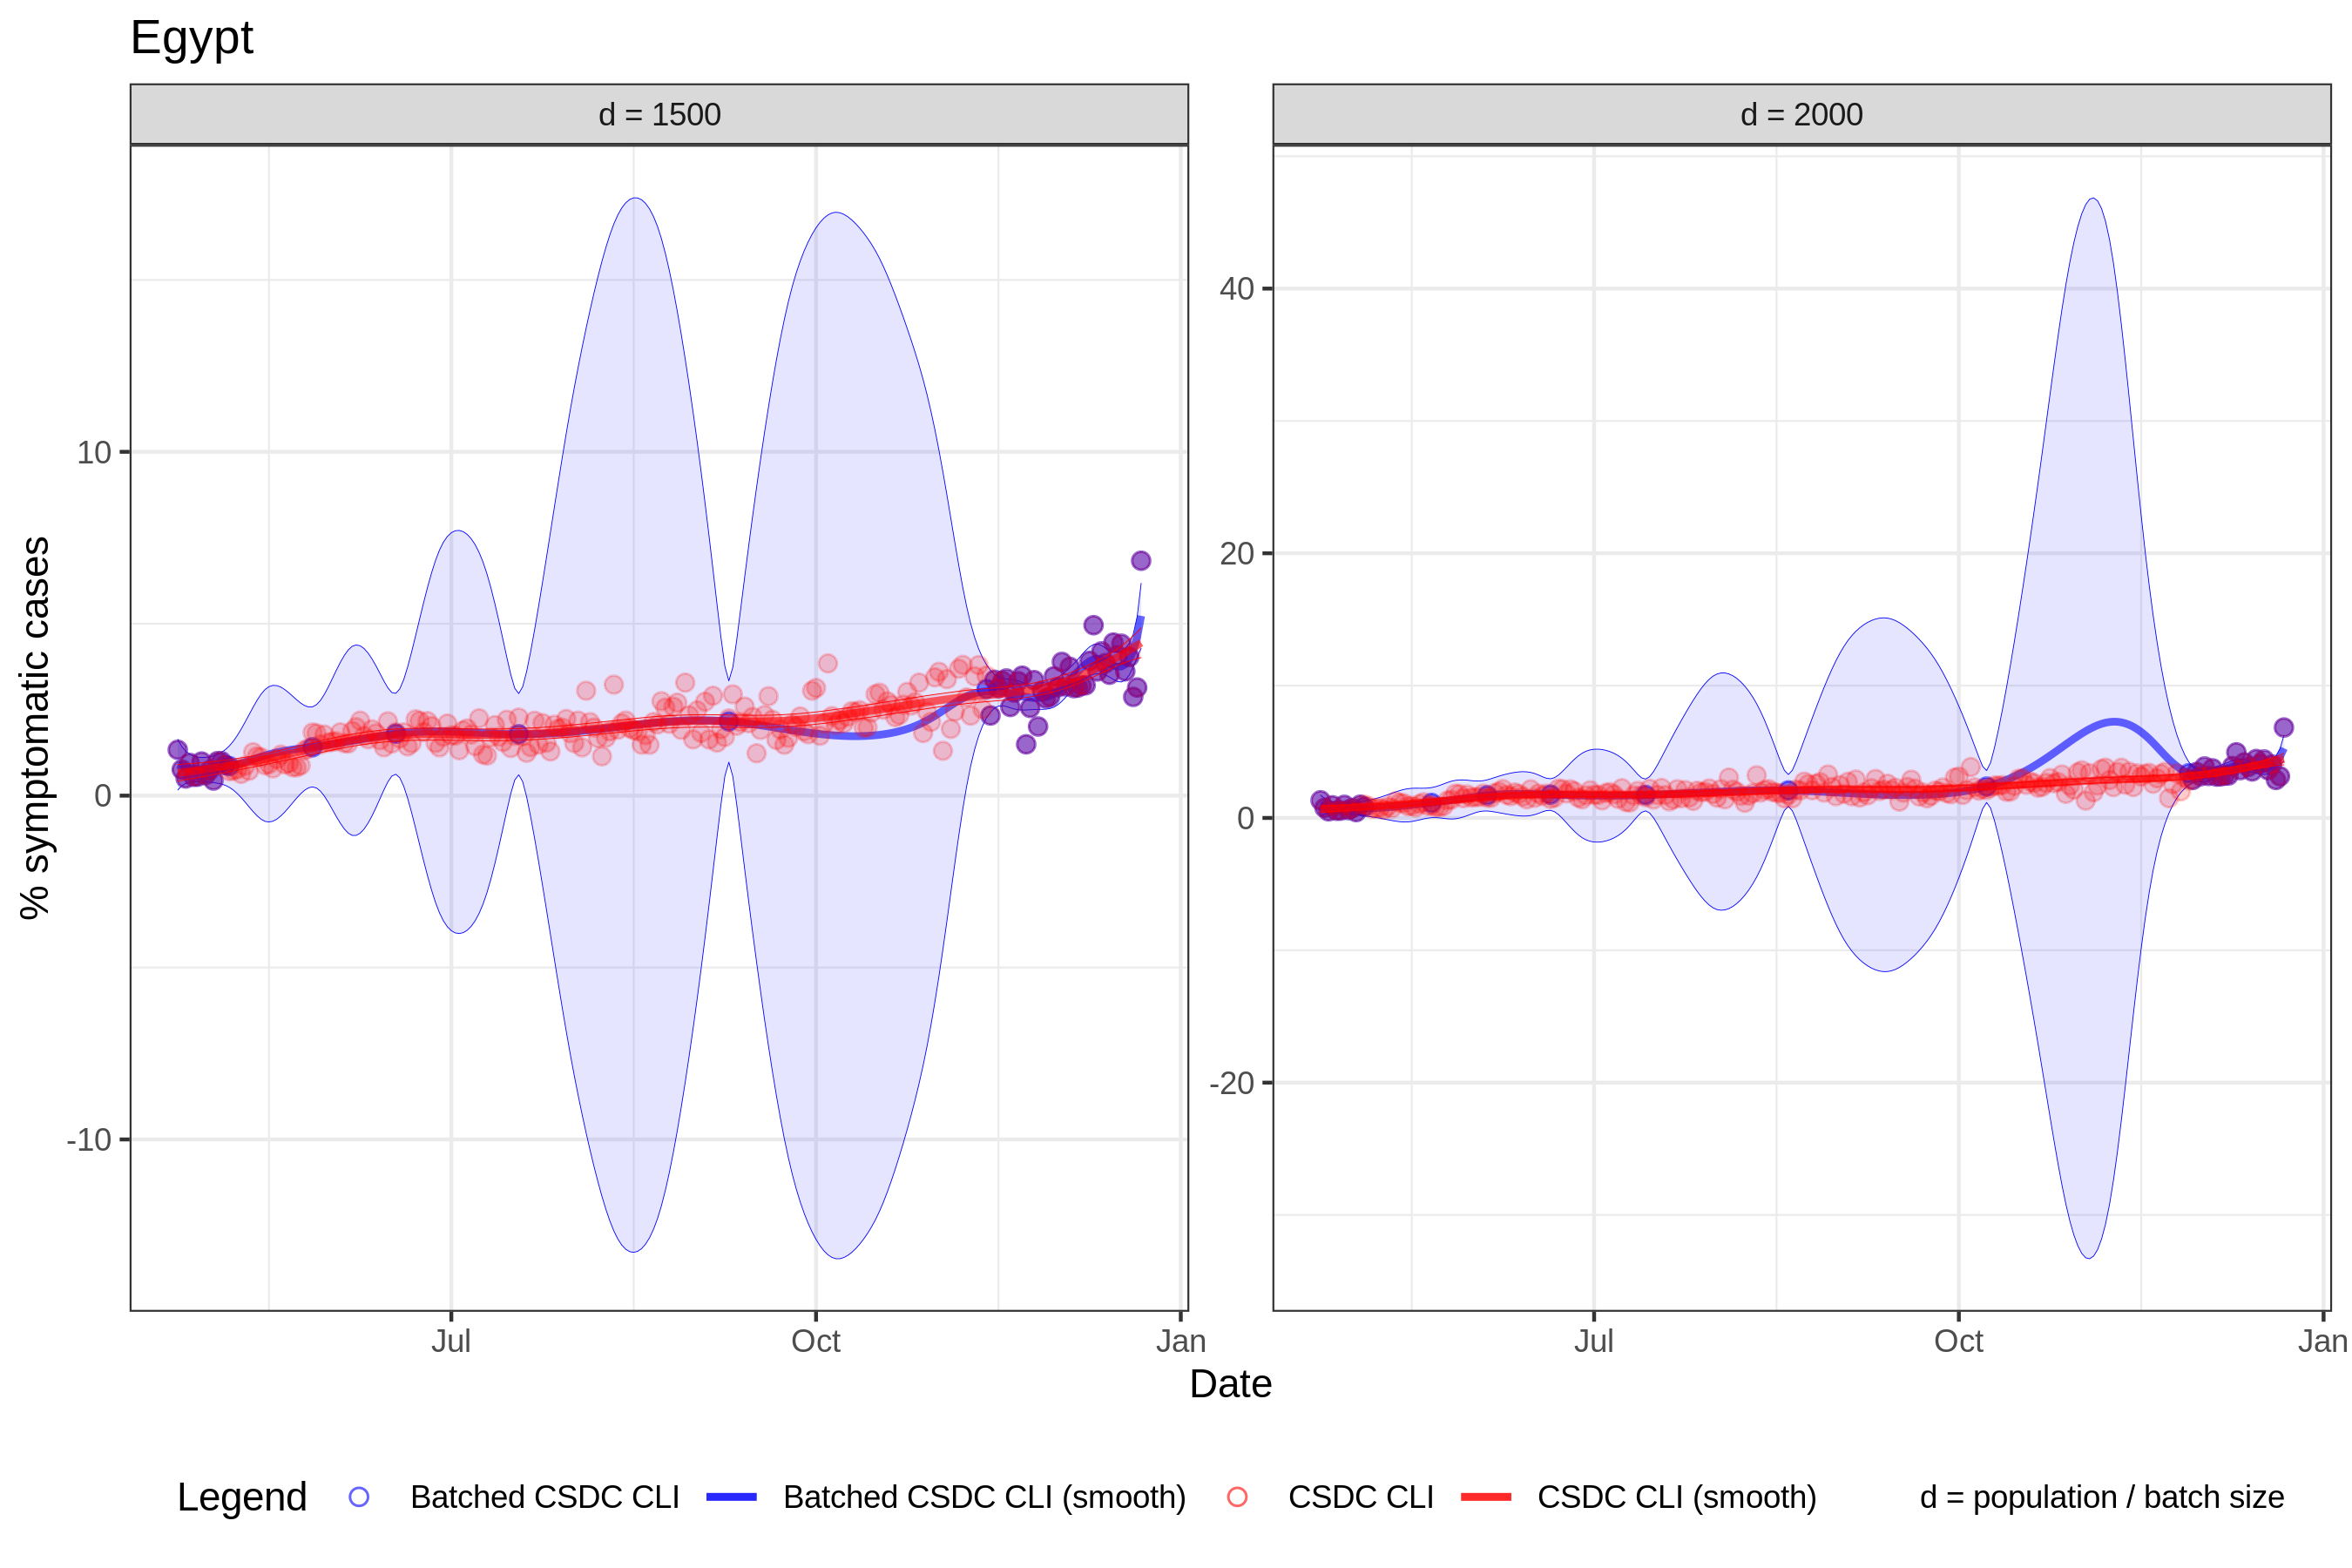 Egypt
d = 1500
d = 2000
% symptomatic cases
10
0
-10
40
20
0
-20
Jul
Oct
Jan
Jul
Oct
Jan
Date
Legend
Batched CSDC CLI
Batched CSDC CLI (smooth)
CSDC CLI
CSDC CLI (smooth)
d = population / batch size